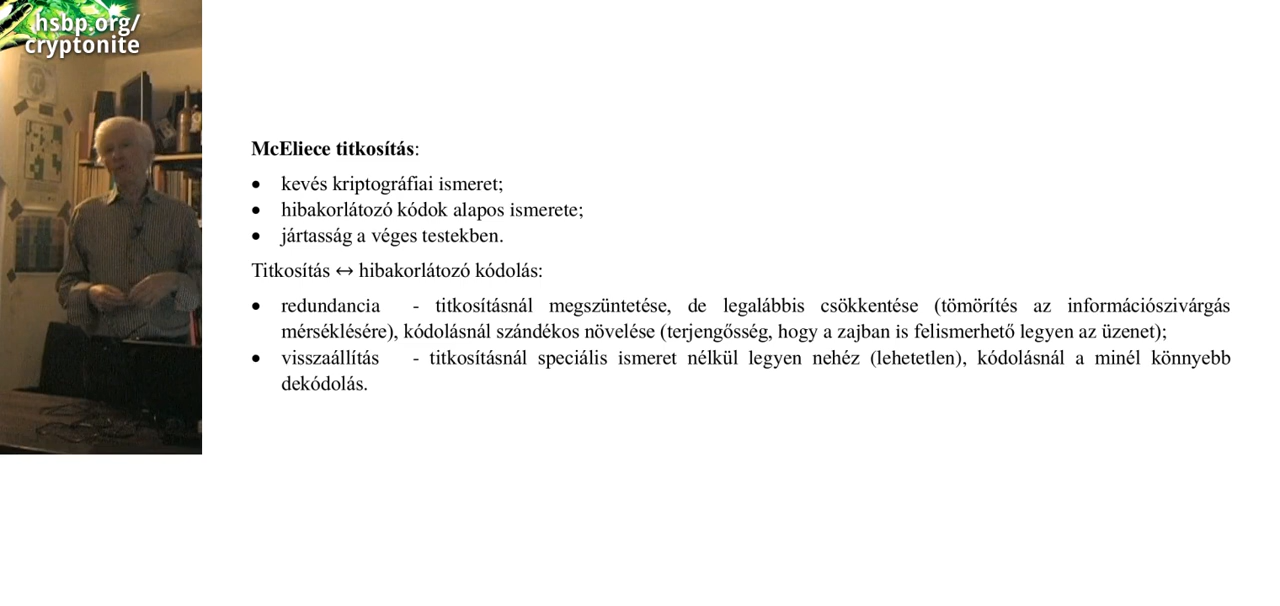 hsbp.org/
cryptonite
McEliece titkosítás:
• kevés kriptográfiai ismeret;
• hibakorlátozó kódok alapos ismerete;
• jártasság a véges testekben.
Titkosítás ↔ hibakorlátozó kódolás:
• redundancia - titkosításnál megszüntetése, de legalábbis csökkentése (tömörítés az információszivárgás
mérséklésére), kódolásnál szándékos növelése (terjengősség, hogy a zajban is felismerhető legyen az üzenet);
• visszaállítás - titkosításnál speciális ismeret nélkül legyen nehéz (lehetetlen), kódolásnál a minél könnyebb
dekódolás.